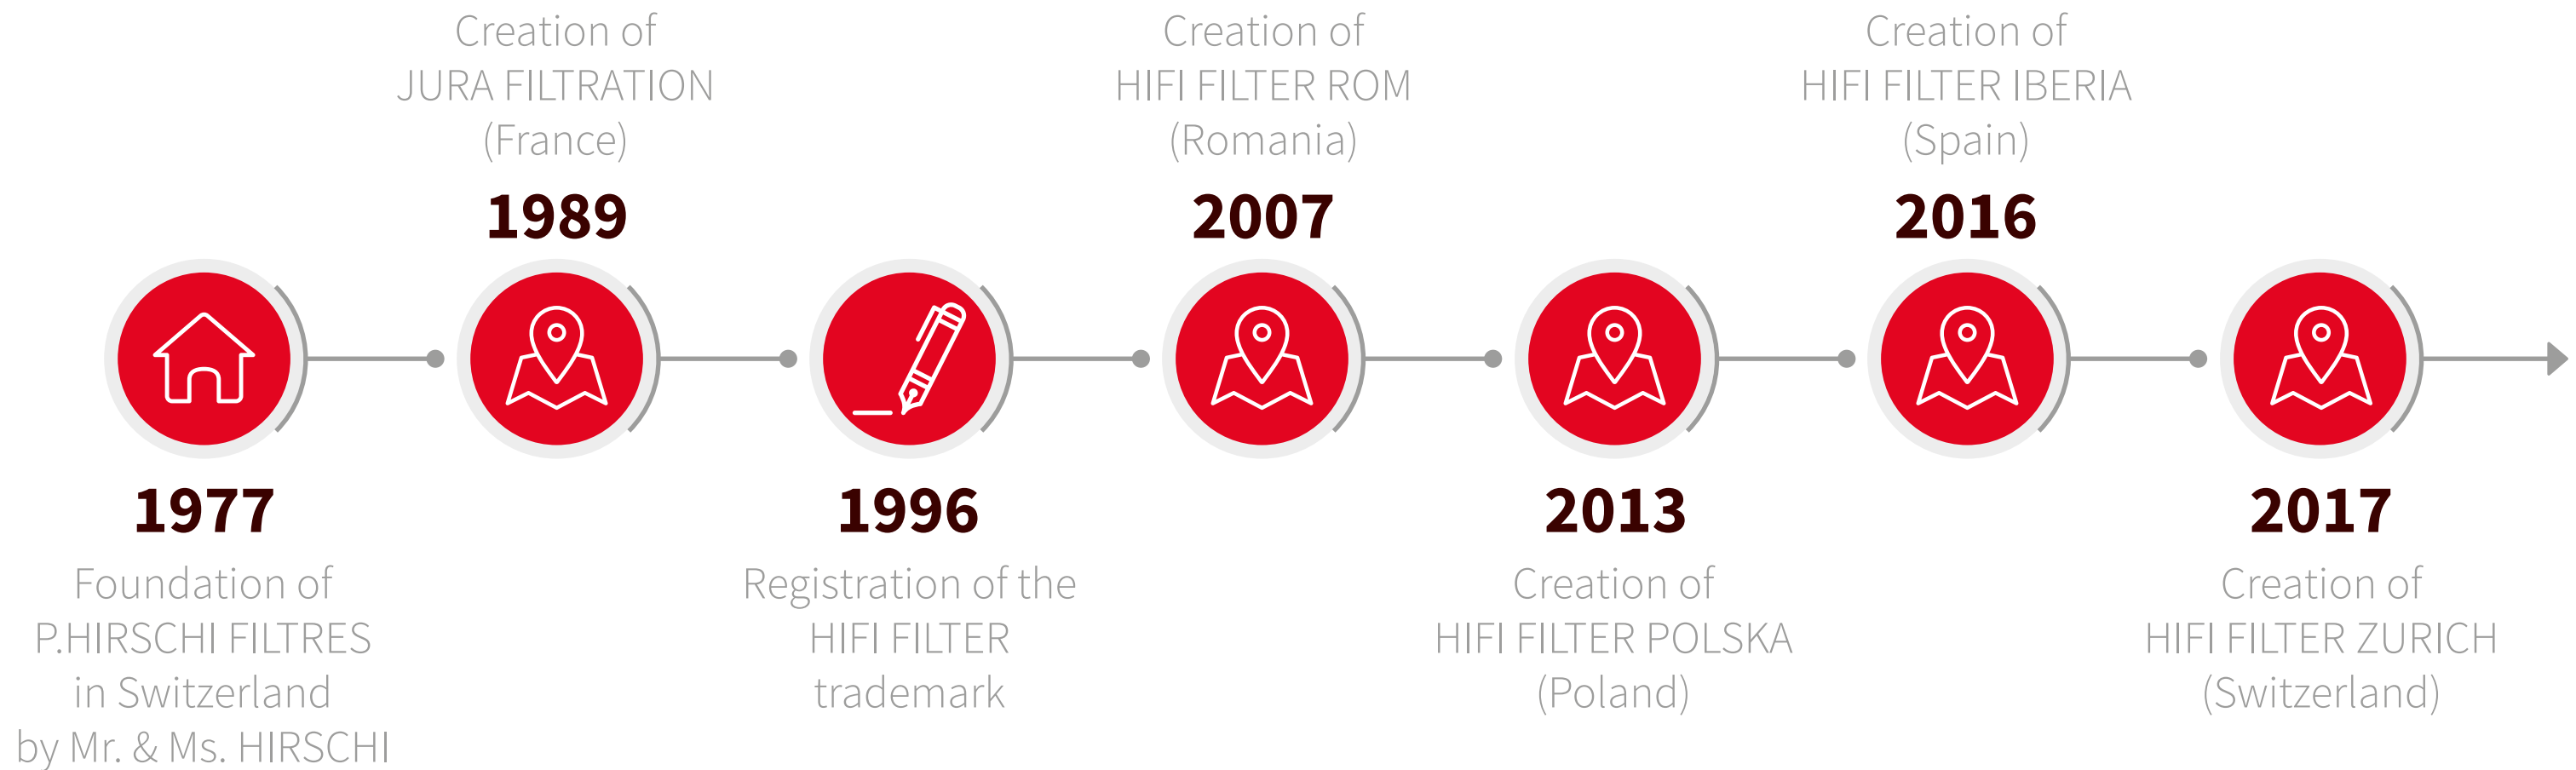 1977
Foundation of
P.HIRSCHI FILTRES
in Switzerland
by Mr. & Ms. HIRSCHI
Creation of
JURA FILTRATION
(France)
1989
1996
Registration of the
HIFI FILTER
trademark
Creation of
HIFI FILTER ROM
(Romania)
2007
2013
Creation of
HIFI FILTER POLSKA
(Poland)
Creation of
HIFI FILTER IBERIA
(Spain)
2016
2017
Creation of
HIFI FILTER ZURICH
(Switzerland)